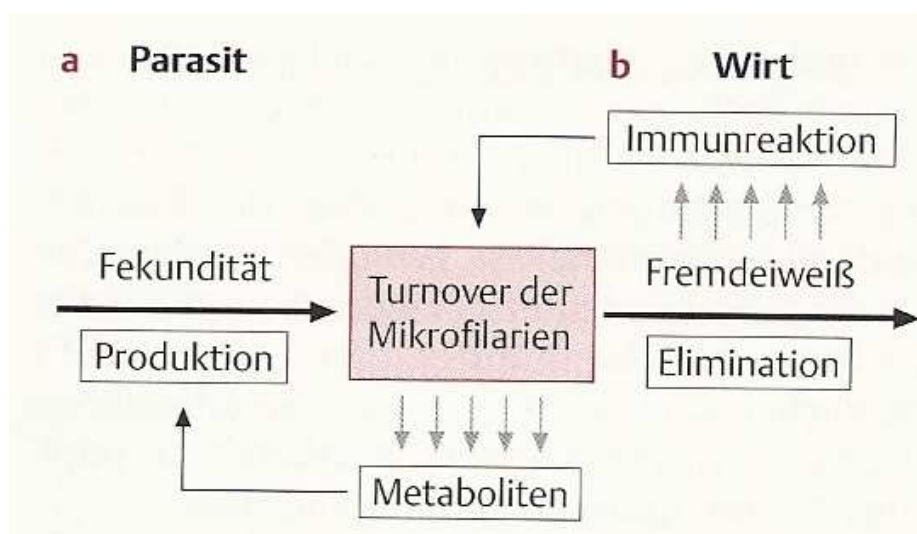 a Parasit
b Wirt
Immunreaktion
Fekundität
Produktion
Turnover der
Mikrofilarien
Fremdeiweiß
Elimination
Metaboliten